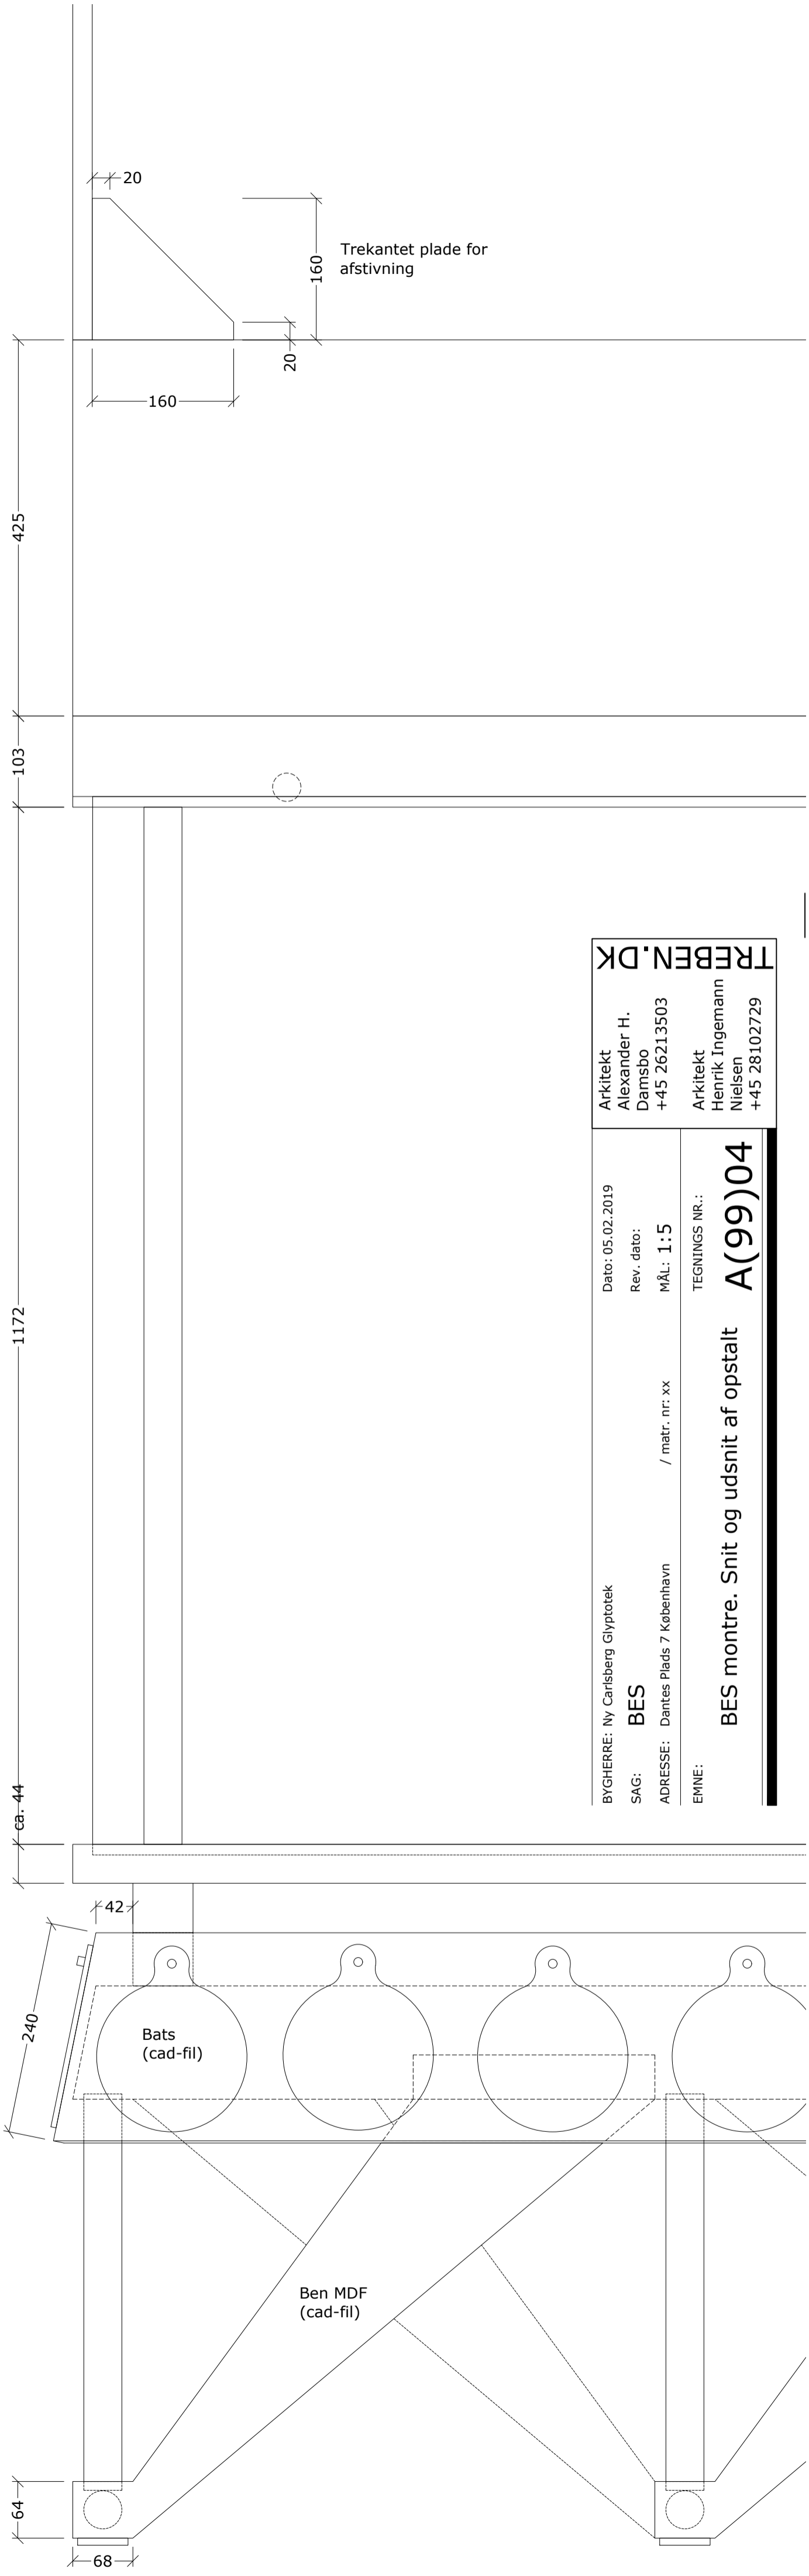 20
160
Trekantet plade for
afstivning
20
160
425
103
1172
ca. 44
TREBEN.DK
Arkitekt
Alexander H.
Damsbo
+45 26213503
Arkitekt
Henrik Ingemann
Nielsen
+45 28102729
BYGHERRE: Ny Carlsberg Glyptotek
Dato: 05.02.2019
SAG: BES
Rev. dato:
ADRESSE: Dantes Plads 7 København / matr. nr: xx
MÅL: 1:5
EMNE:
TEGNINGS NR.:
BES montre. Snit og udsnit af opstalt
A(99)04
42
240
Bats
(cad-fil)
Ben MDF
(cad-fil)
64
68